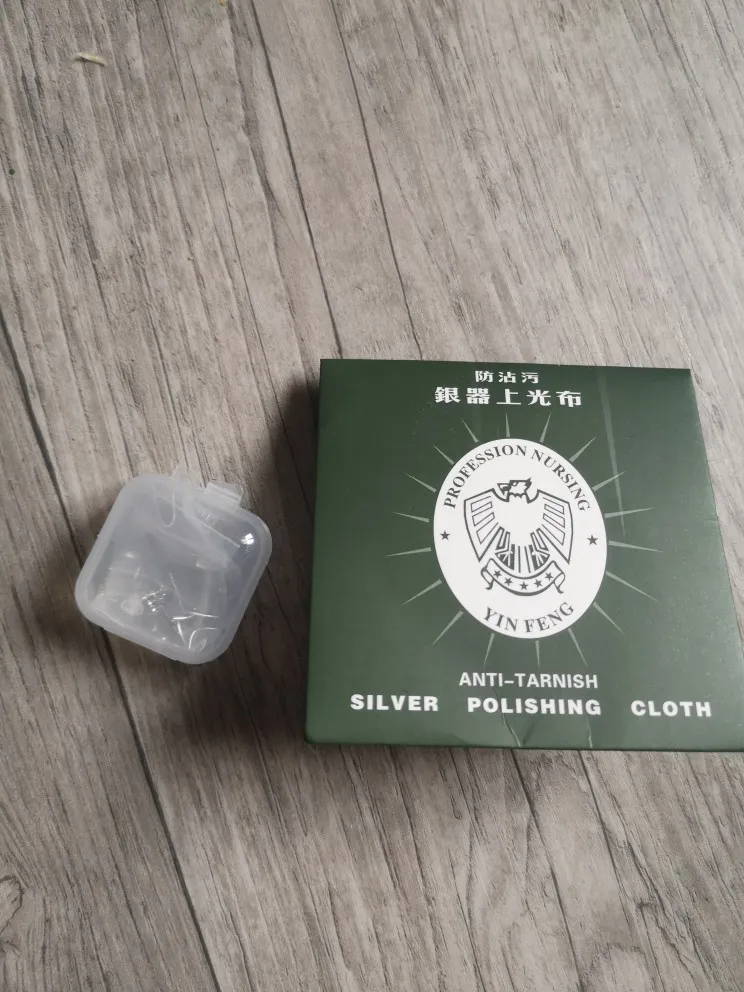 防沾污
銀器上光布
PROFESSION NURSING
YIN FENG
ANTI-TARNISH
SILVER POLISHING CLOTH